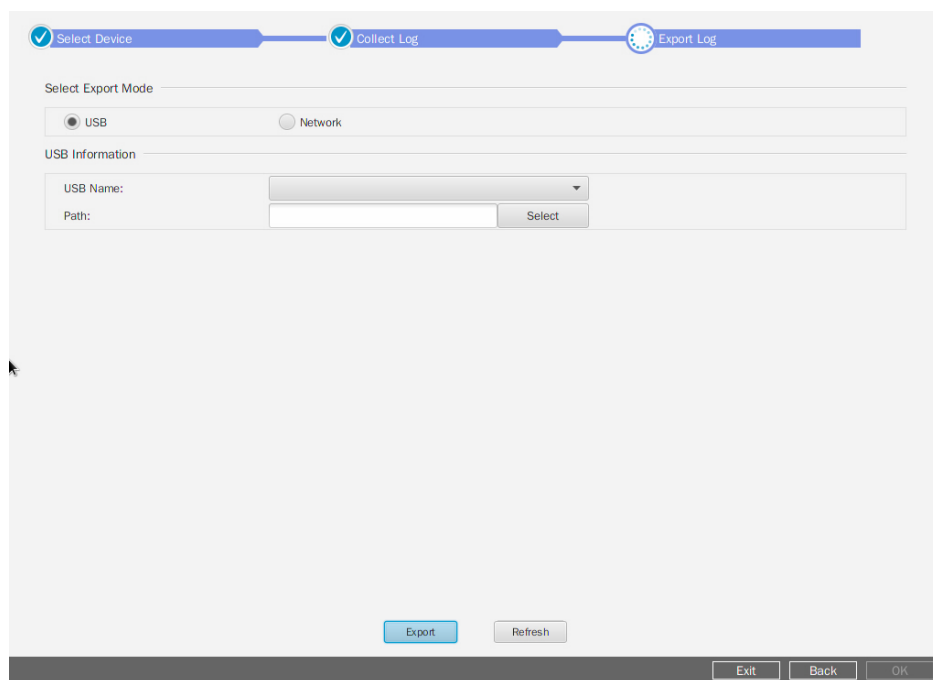 Select Device Collect Log Export Log
Select Export Mode
USB Network
USB Information
USB Name:
Path: Select
Export Refresh
Exit Back OK